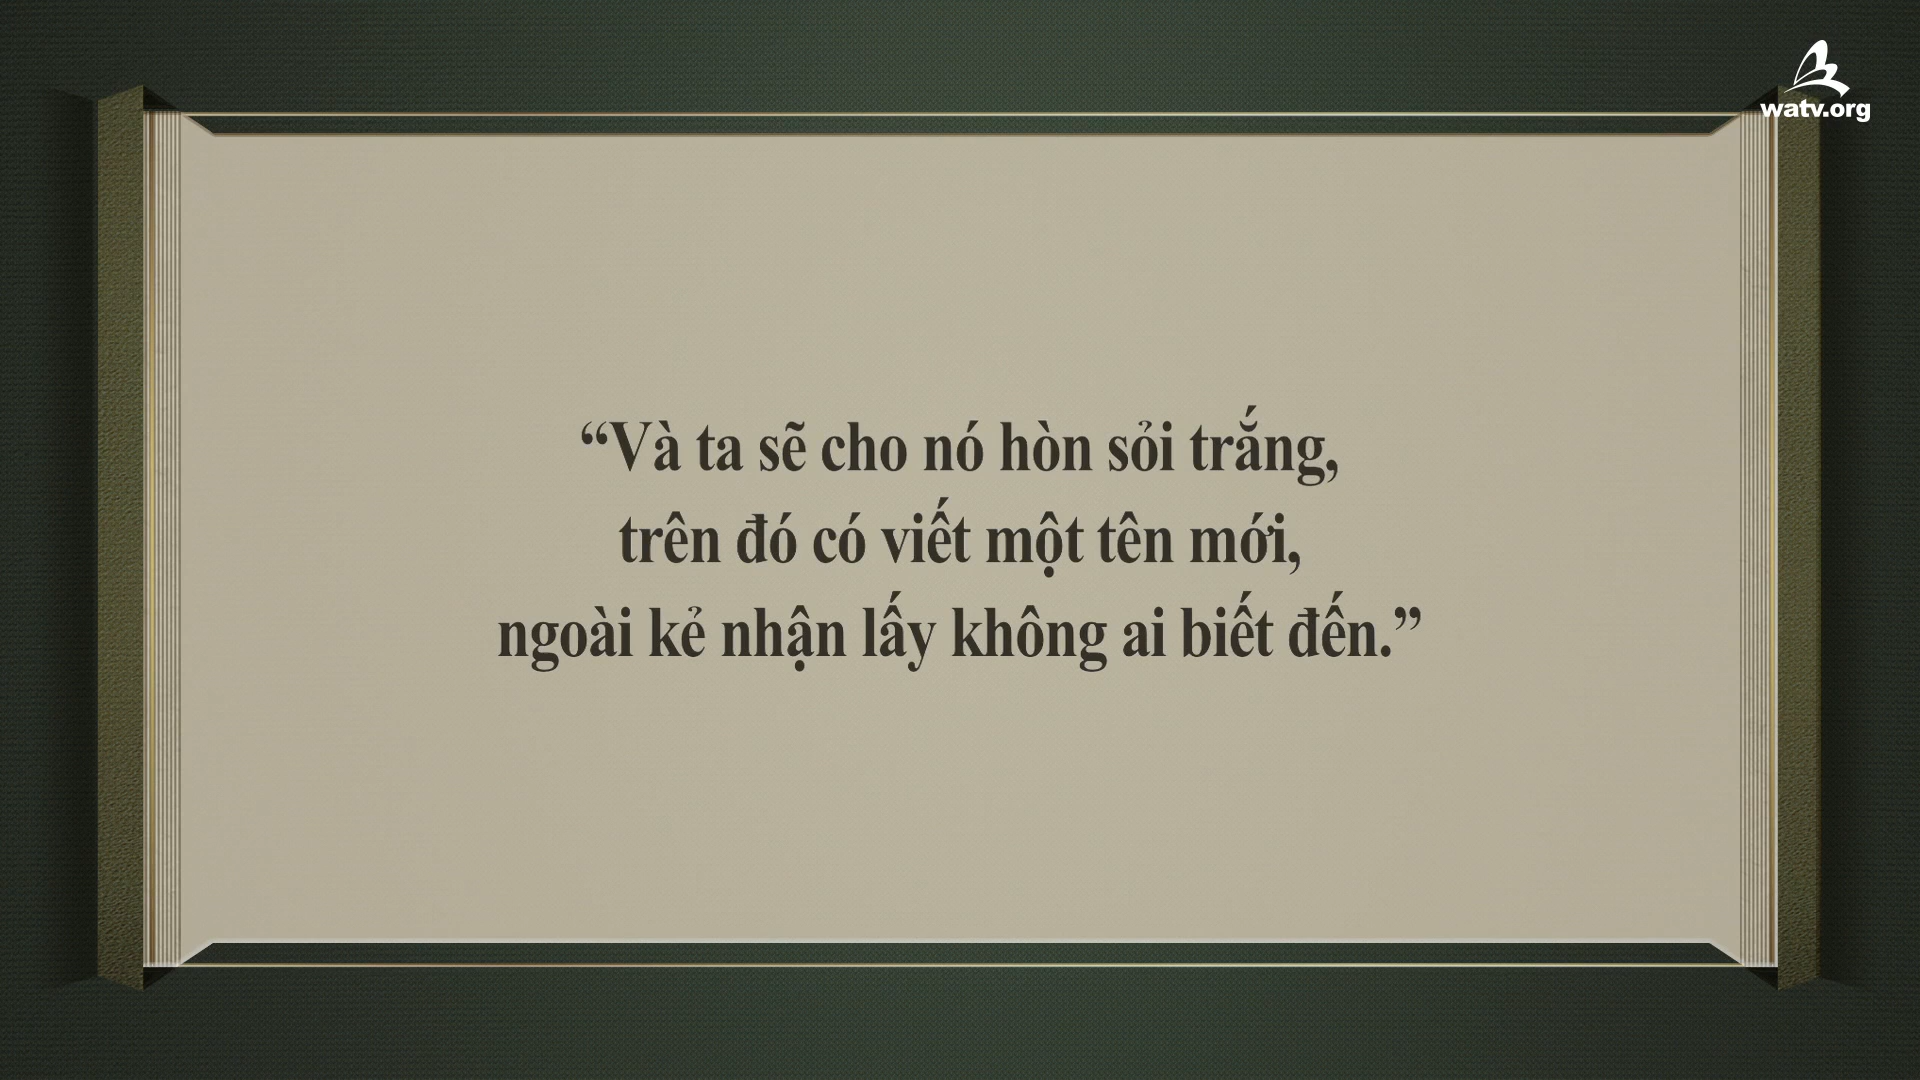 watv.org
“Và ta sẽ cho nó hòn sỏi trắng,
trên đó có viết một tên mới,
ngoài kẻ nhận lấy không ai biết đến.”